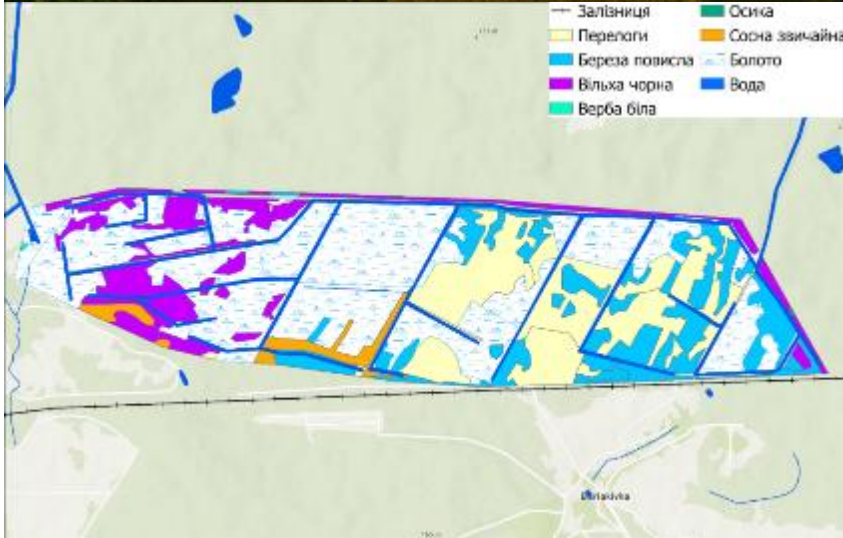 Залізниця
Перелоги
Береза повисла
Вільха чорна
Верба біла
Осика
Сосна звичайна
Болото
Вода